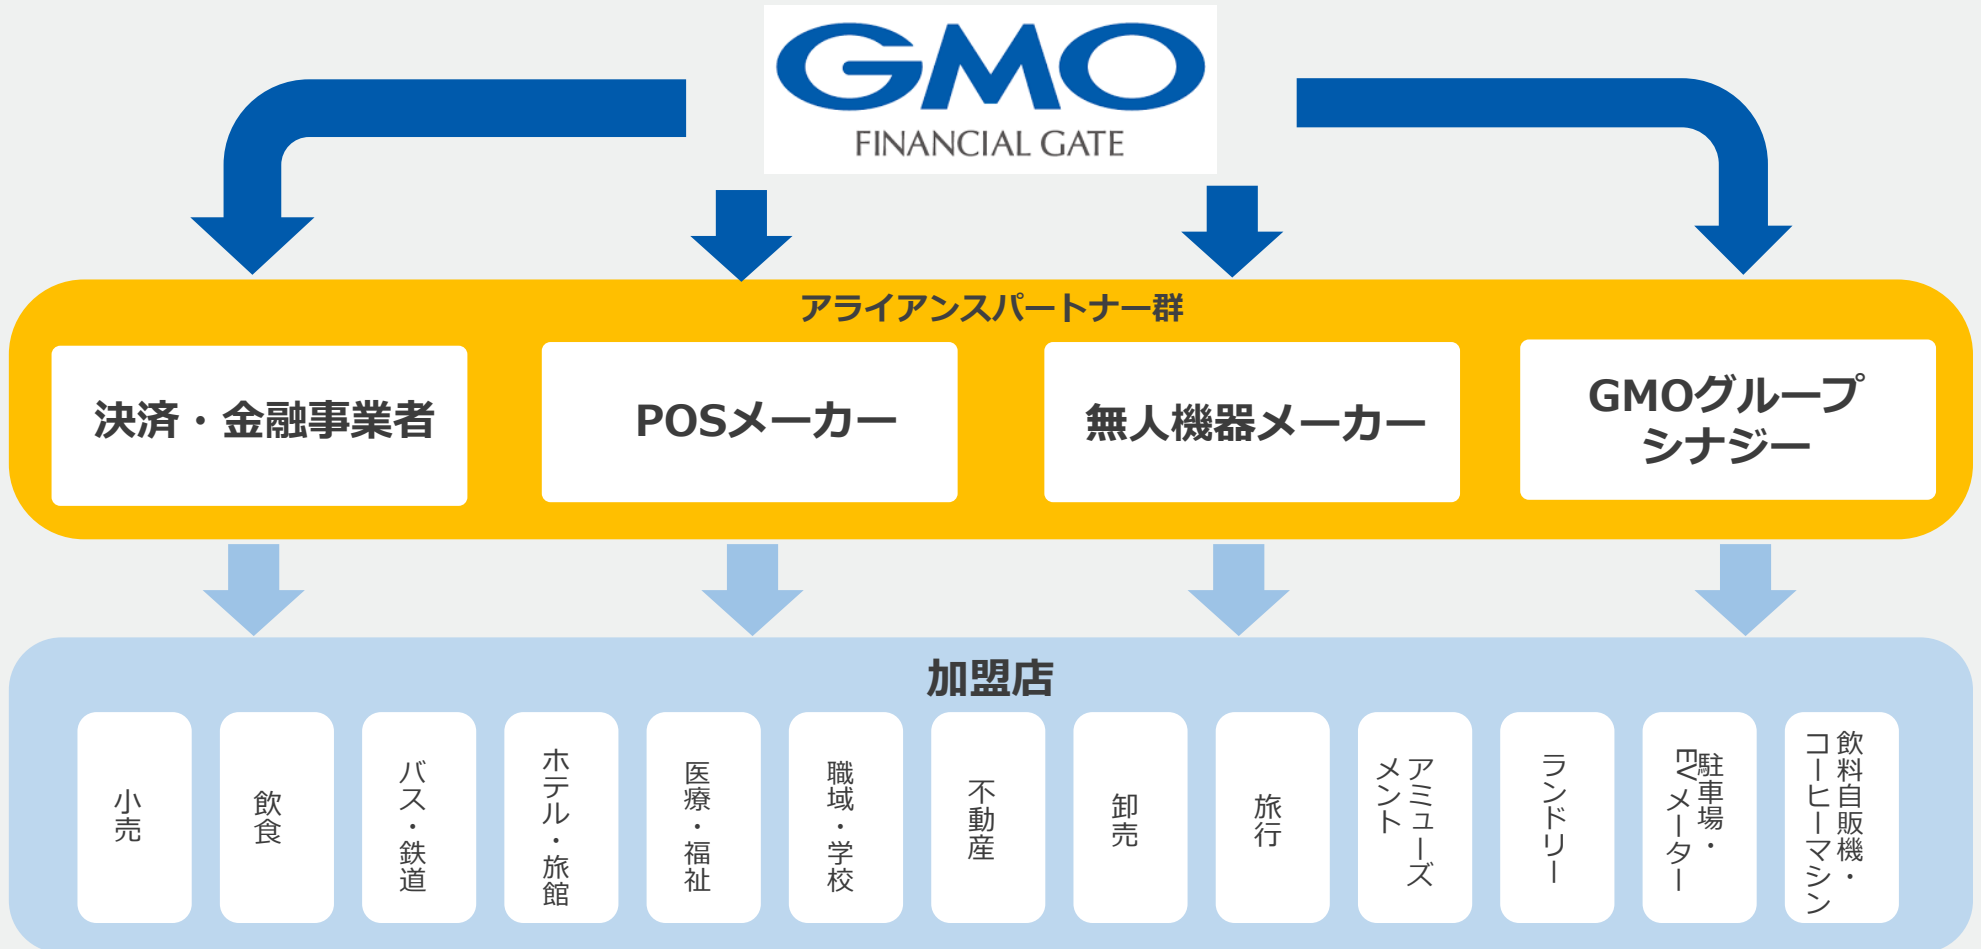 GMO
FINANCIAL GATE
アライアンスパートナー群
決済・金融事業者
POSメーカー
無人機器メーカー
GMOグループ
シナジー
加盟店
小売
飲食
バス・鉄道
ホテル・旅館
医療・福祉
職域・学校
不動産
卸売
旅行
アミューズ
メント
ランドリー
駐車場・
EVメーター
飲料自販機・
コーヒーマシン